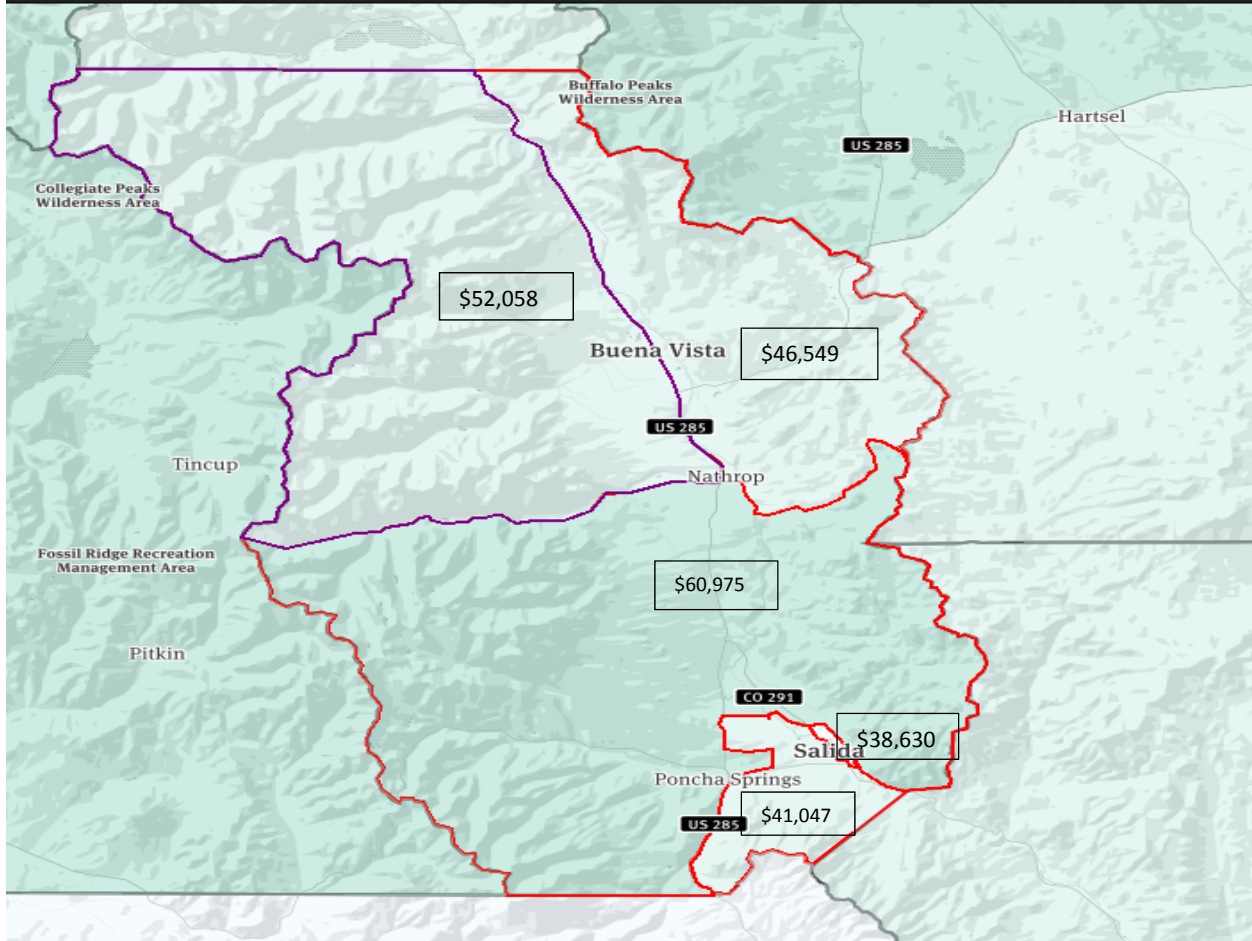 Buffalo Peaks
Wilderness Area
Hartsel
US 285
Collegiate Peaks
Wilderness Area
$52,058
Buena Vista
$46,549
US 285
Tincup
Nathrop
Fossil Ridge Recreation
Management Area
$60,975
Pitkin
CO 291
Salida
$38,630
Poncha Springs
$41,047
US 285